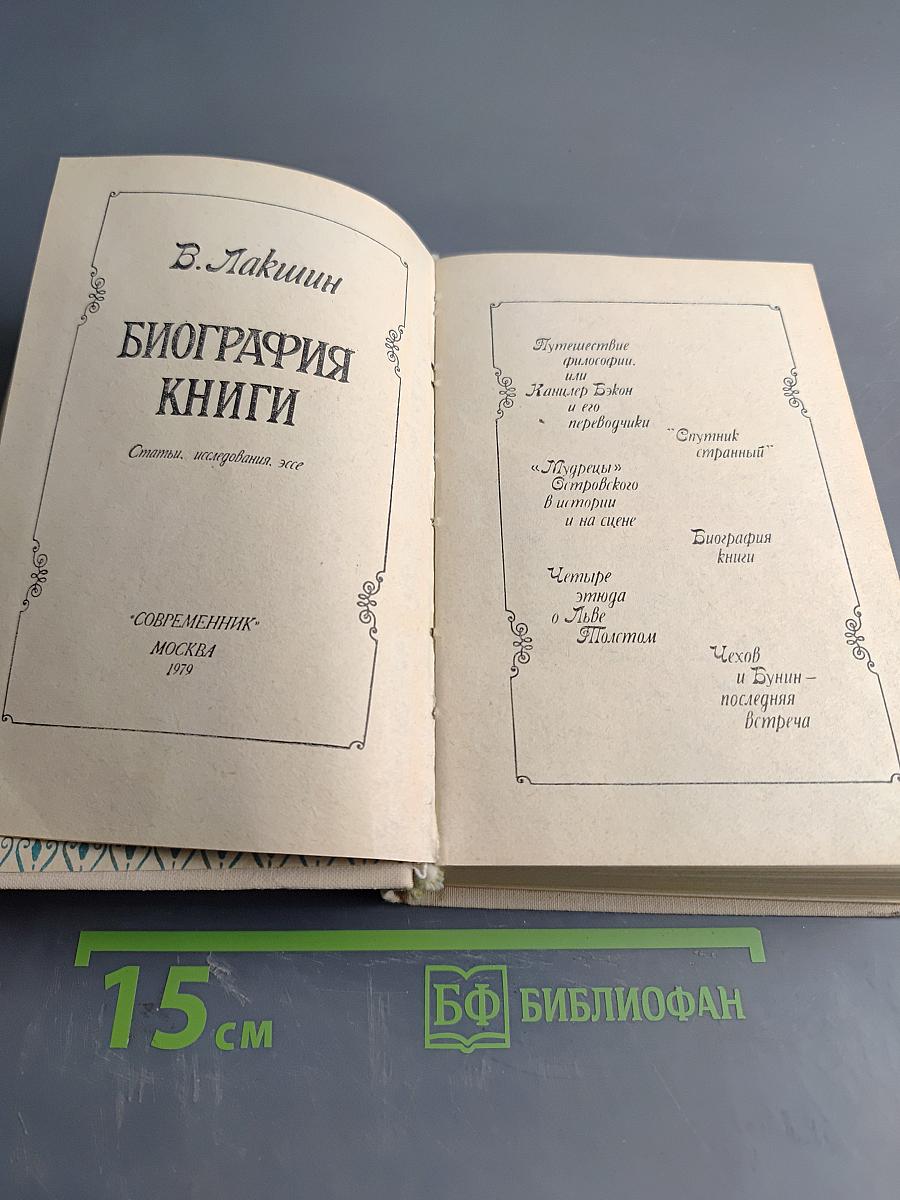 В. Лакшин
БИОГРАФИЯ
КНИГИ
Статьи, исследования, эссе
"СОВРЕМЕННИК"
МОСКВА
1979
Путешествие
философии,
или
Канцлер Бэкон
и его
переводчики
"Спутник
странный"
«Мудрецы»
Островского
в истории
и на сцене
Биография
книги
Четыре
этюда
о Льве
Толстом
Чехов
и Бунин —
последняя
встреча
15 см
БФ БИБЛИОФАН